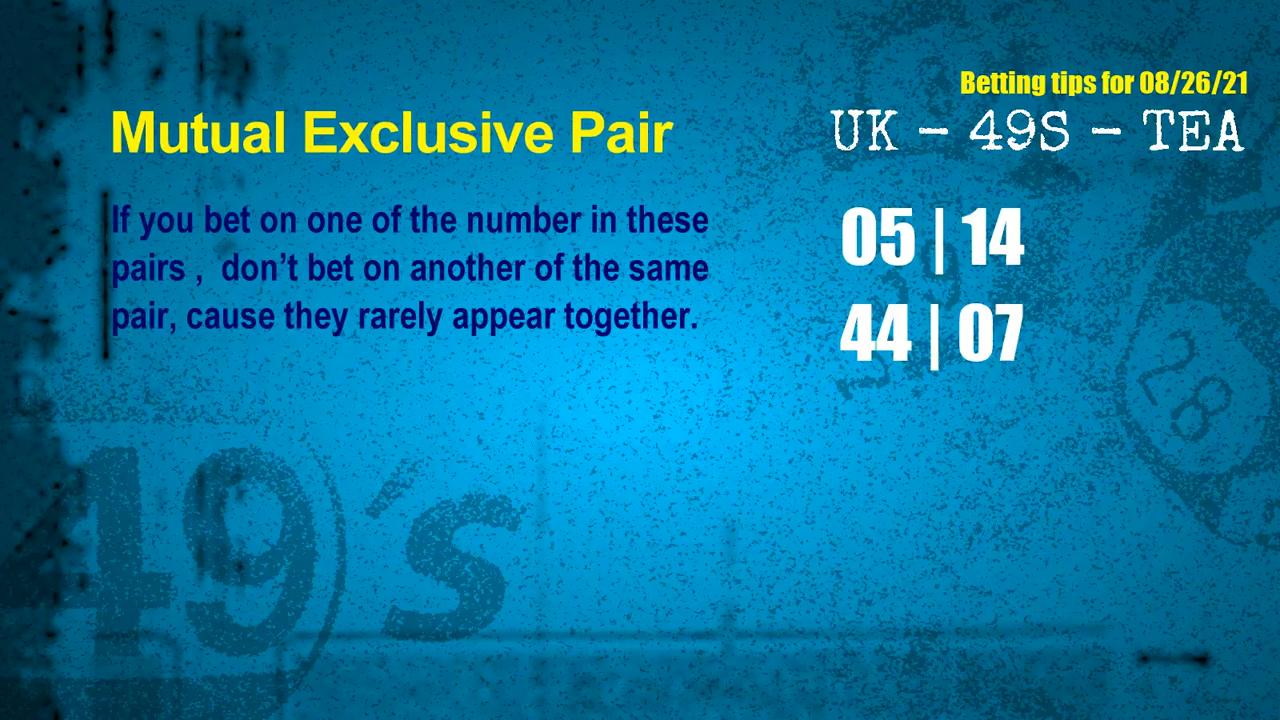 Betting tips for 08/26/21
Mutual Exclusive Pair
UK - 49S - TEA
If you bet on one of the number in these
pairs ,  don't bet on another of the same
pair, cause they rarely appear together.
05 | 14
44 | 07
28
49's